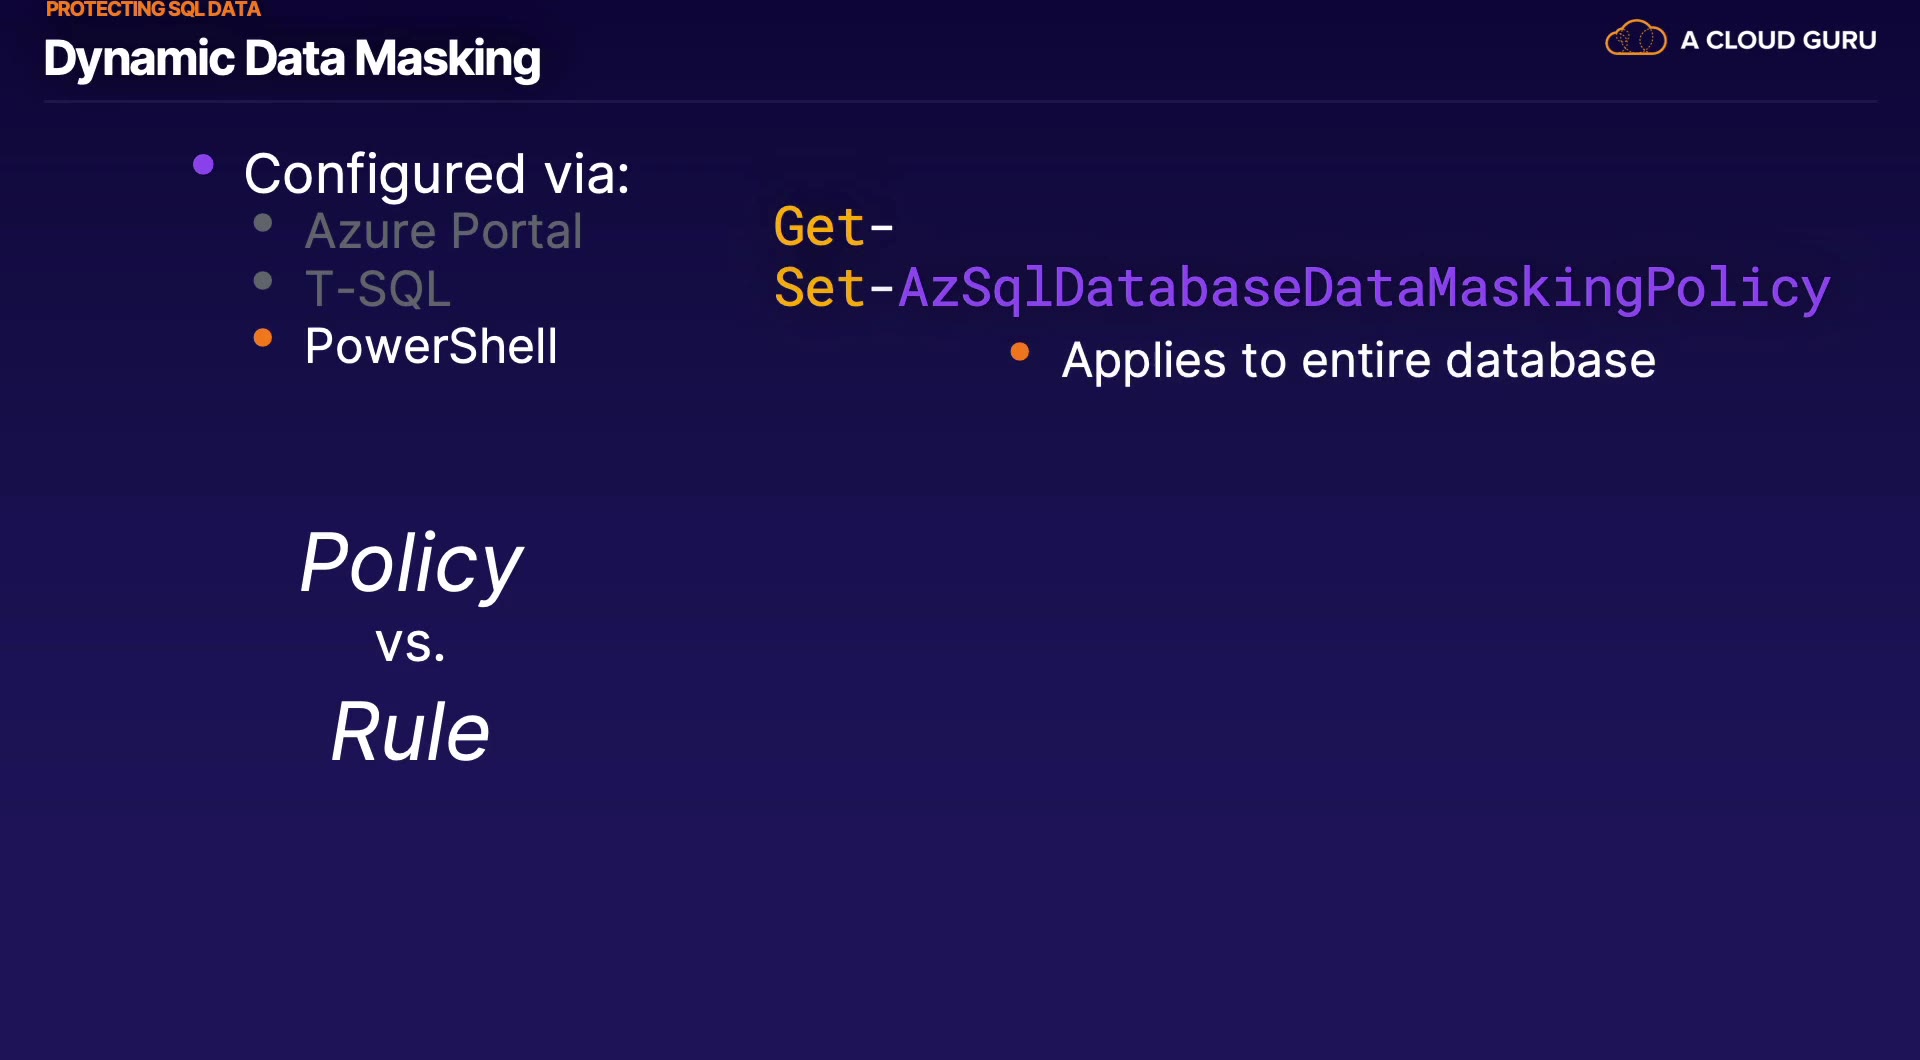 PROTECTING SQL DATA
Dynamic Data Masking
A CLOUD GURU
Configured via:
Azure Portal
T-SQL
PowerShell
Get-
Set-AzSqlDatabaseDataMaskingPolicy
Applies to entire database
Policy
vs.
Rule